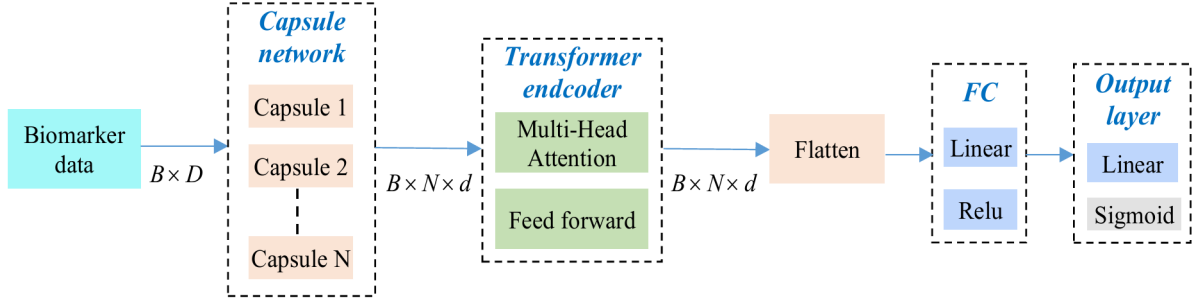 Biomarker
data
B × D
Capsule
network
Capsule 1
Capsule 2
Capsule N
B × N × d
Transformer
endcoder
Multi-Head
Attention
Feed forward
B × N × d
Flatten
FC
Linear
Relu
Output
layer
Linear
Sigmoid